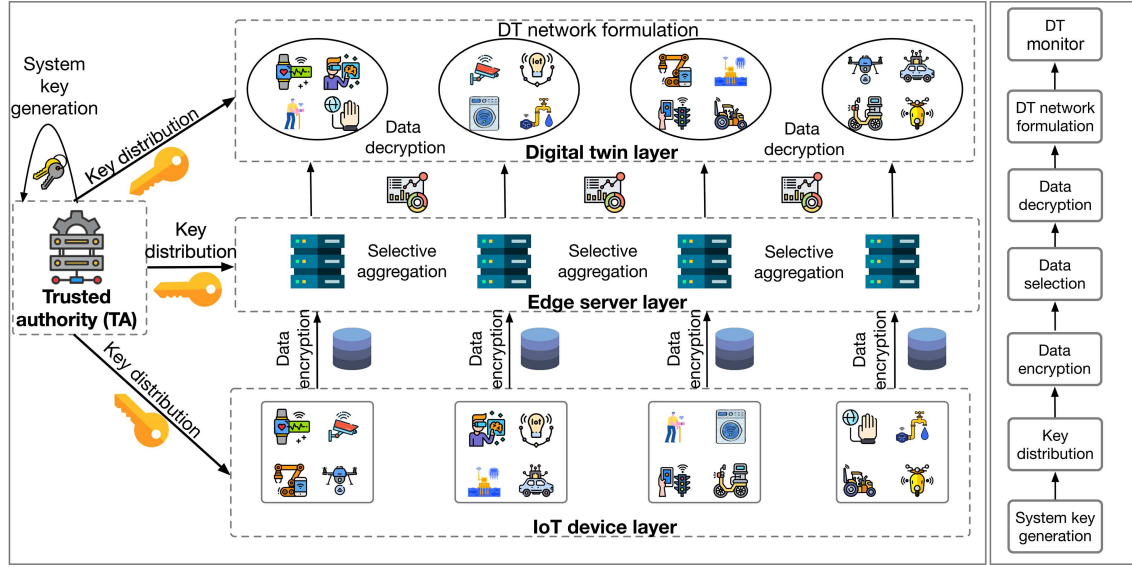 System
key
generation
Key distribution
Trusted
authority (TA)
Key
distribution
Key distribution
DT network formulation
Data
decryption
Data
decryption
Digital twin layer
Selective
aggregation
Selective
aggregation
Selective
aggregation
Edge server layer
Data
encryption
Data
encryption
Data
encryption
Data
encryption
IoT
IoT
IoT device layer
DT
monitor
DT network
formulation
Data
decryption
Data
selection
Data
encryption
Key
distribution
System key
generation